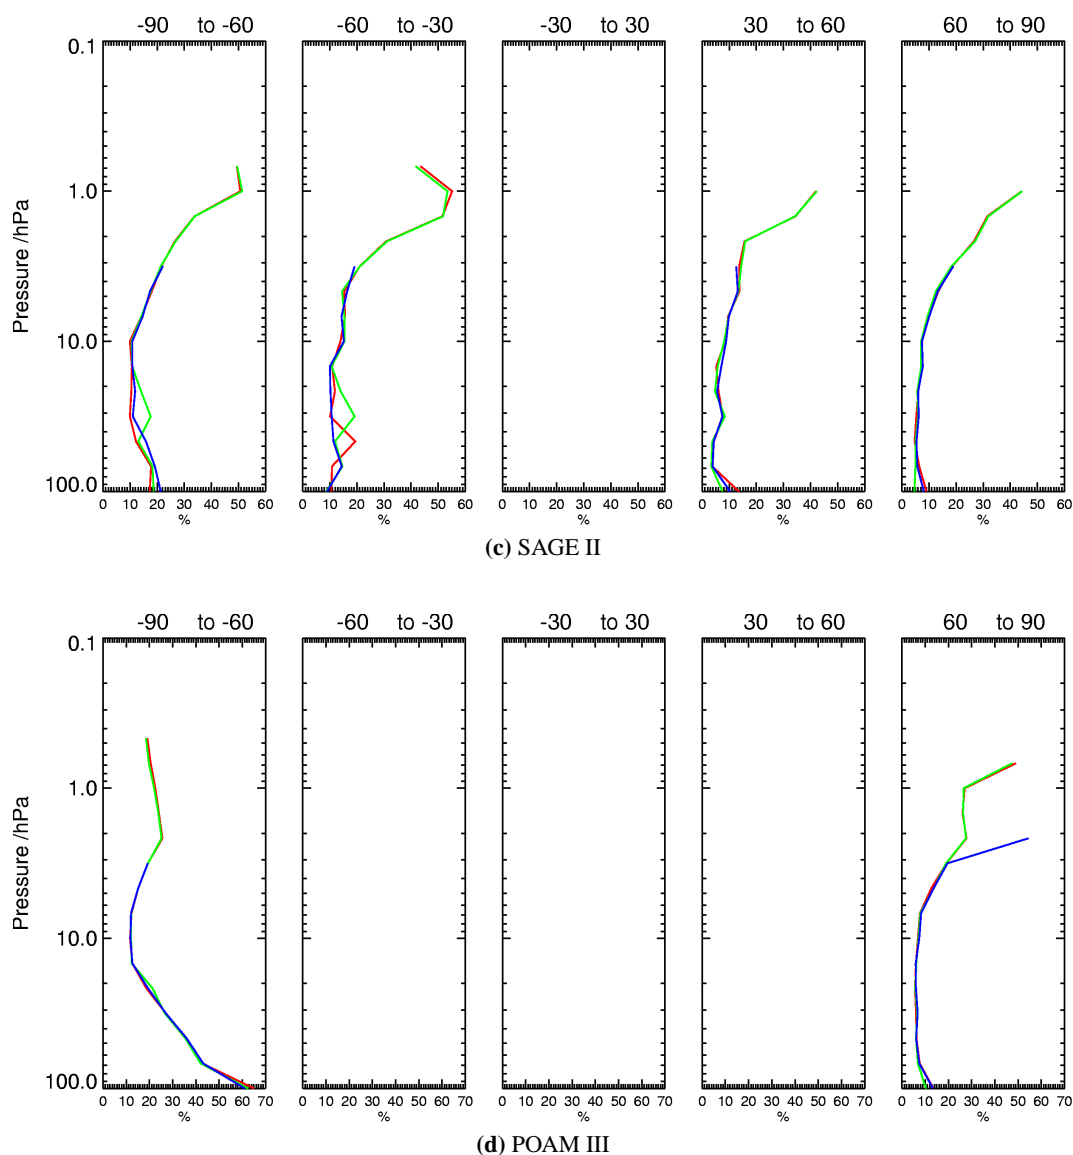 -90 to -60 -60 to -30 -30 to 30 30 to 60 60 to 90
0.1
1.0
10.0
100.0
Pressure /hPa
0 10 20 30 40 50 60 0 10 20 30 40 50 60 0 10 20 30 40 50 60 0 10 20 30 40 50 60 0 10 20 30 40 50 60
% % % % %
(c) SAGE II
-90 to -60 -60 to -30 -30 to 30 30 to 60 60 to 90
0.1
1.0
10.0
100.0
Pressure /hPa
0 10 20 30 40 50 60 70 0 10 20 30 40 50 60 70 0 10 20 30 40 50 60 70 0 10 20 30 40 50 60 70 0 10 20 30 40 50 60 70
% % % % %
(d) POAM III